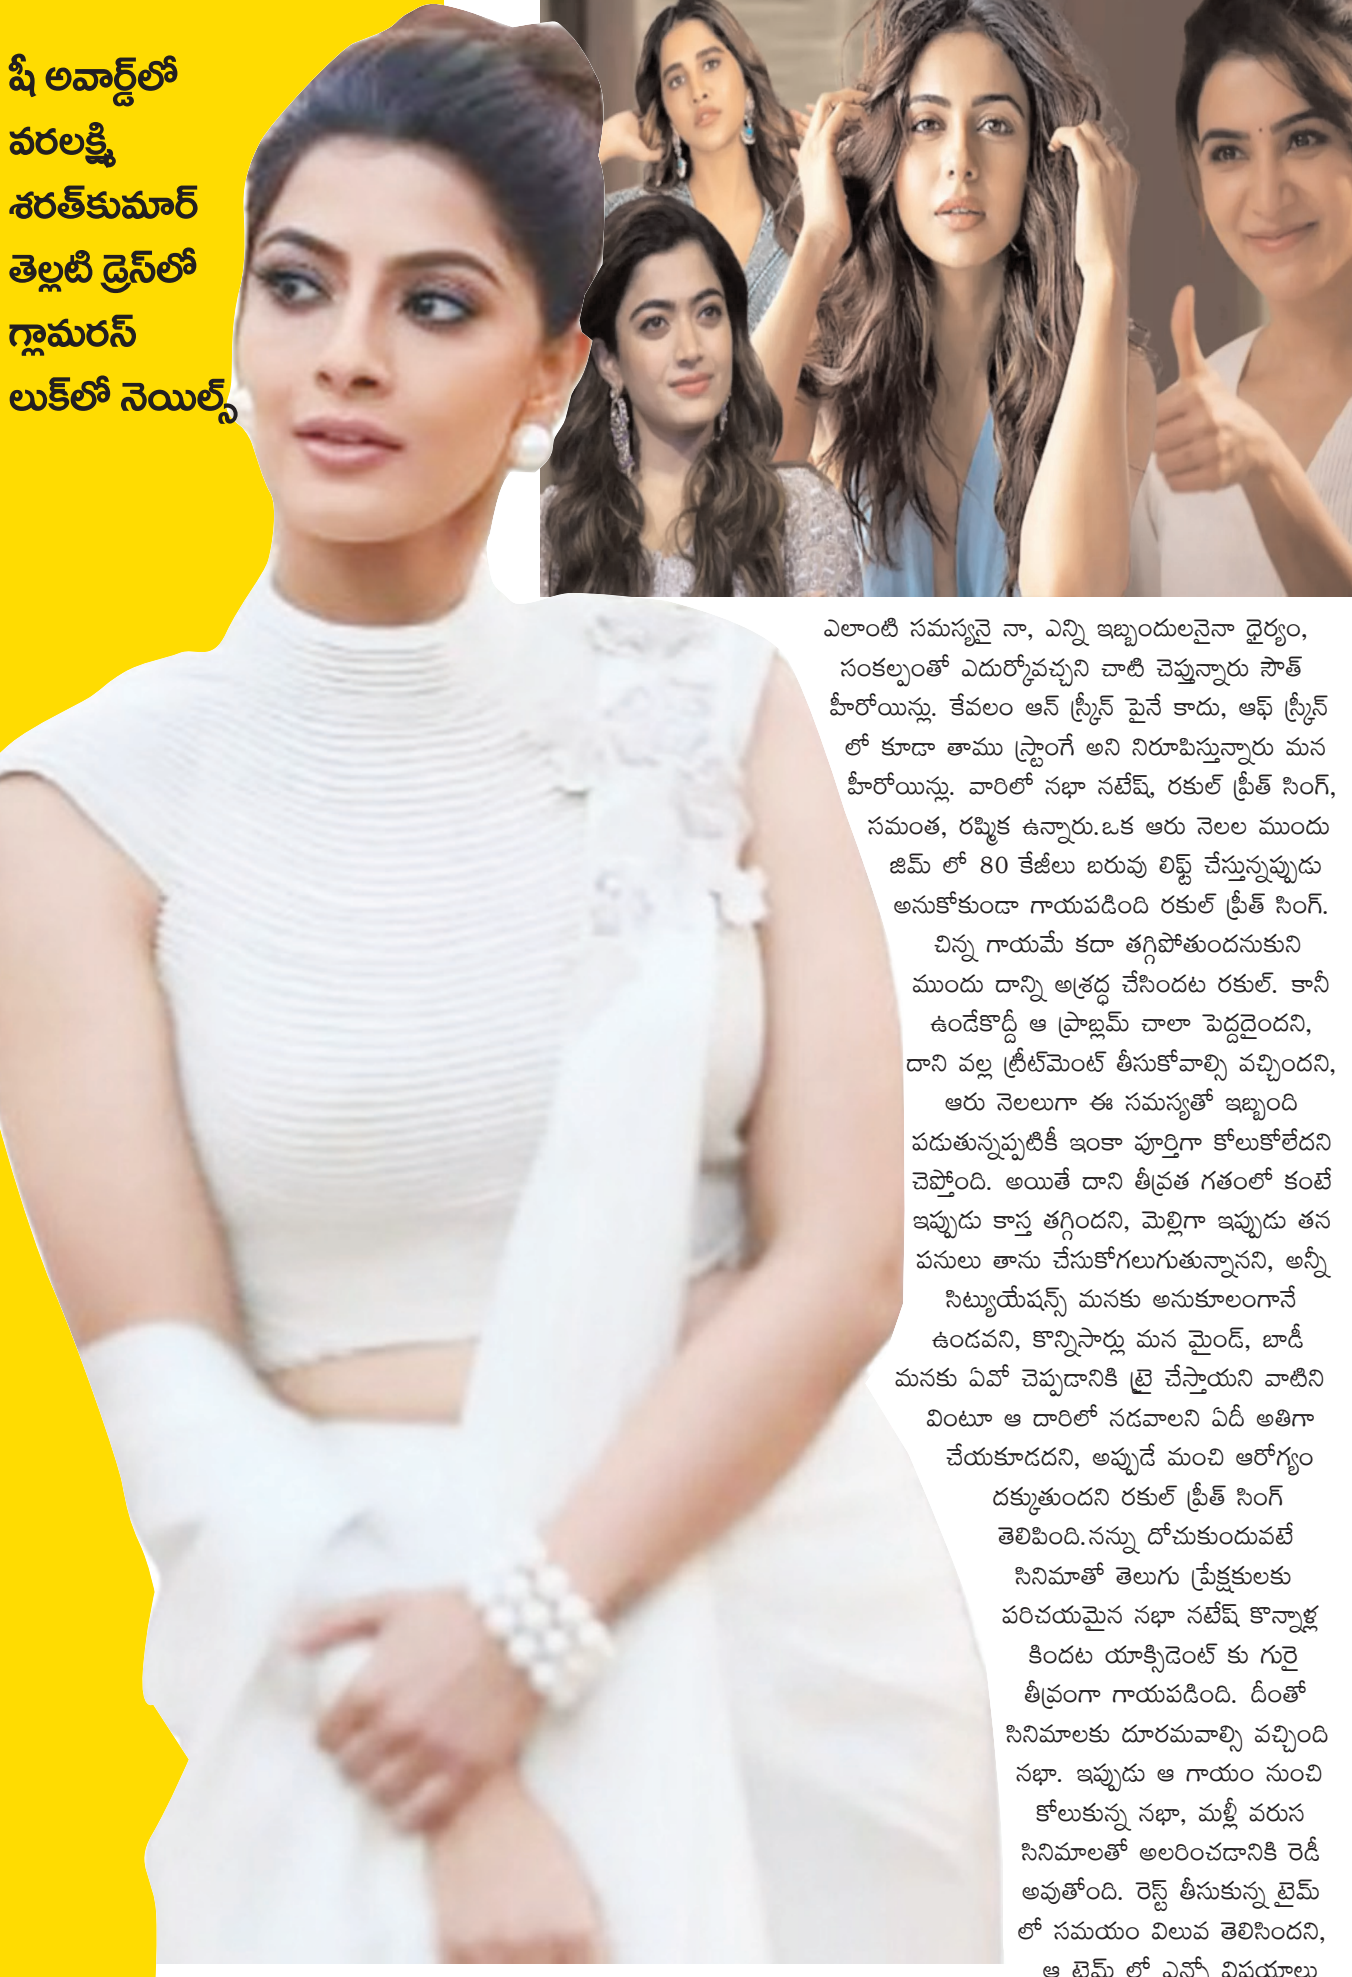 షీ అవార్డ్‌లో
వరలక్ష్మి
శరత్‌కుమార్
తెల్లటి డ్రెస్‌లో
గ్లామరస్
లుక్‌లో నెయిల్స్
ఎలాంటి సమస్యనై నా, ఎన్ని ఇబ్బందులనైనా ధైర్యం,
సంకల్పంతో ఎదుర్కోవచ్చని చాటి చెప్తున్నారు సౌత్
హీరోయిన్లు. కేవలం ఆన్ స్క్రీన్ పైనే కాదు, ఆఫ్ స్క్రీన్
లో కూడా తాము స్ట్రాంగే అని నిరూపిస్తున్నారు మన
హీరోయిన్లు. వారిలో నభా నటేష్, రకుల్ ప్రీత్ సింగ్,
సమంత, రష్మిక ఉన్నారు.ఒక ఆరు నెలల ముందు
జిమ్ లో 80 కేజీలు బరువు లిఫ్ట్ చేస్తున్నప్పుడు
అనుకోకుండా గాయపడింది రకుల్ ప్రీత్ సింగ్.
చిన్న గాయమే కదా తగ్గిపోతుందనుకుని
ముందు దాన్ని అశ్రద్ధ చేసిందట రకుల్. కానీ
ఉండేకొద్దీ ఆ ప్రాబ్లమ్ చాలా పెద్దదైందని,
దాని వల్ల ట్రీట్‌మెంట్ తీసుకోవాల్సి వచ్చిందని,
ఆరు నెలలుగా ఈ సమస్యతో ఇబ్బంది
పడుతున్నప్పటికీ ఇంకా పూర్తిగా కోలుకోలేదని
చెప్తోంది. అయితే దాని తీవ్రత గతంలో కంటే
ఇప్పుడు కాస్త తగ్గిందని, మెల్లిగా ఇప్పుడు తన
పనులు తాను చేసుకోగలుగుతున్నానని, అన్నీ
సిట్యుయేషన్స్ మనకు అనుకూలంగానే
ఉండవని, కొన్నిసార్లు మన మైండ్, బాడీ
మనకు ఏవో చెప్పడానికి ట్రై చేస్తాయని వాటిని
వింటూ ఆ దారిలో నడవాలని ఏదీ అతిగా
చేయకూడదని, అప్పుడే మంచి ఆరోగ్యం
దక్కుతుందని రకుల్ ప్రీత్ సింగ్
తెలిపింది.నన్ను దోచుకుందువటే
సినిమాతో తెలుగు ప్రేక్షకులకు
పరిచయమైన నభా నటేష్ కొన్నాళ్ల
కిందట యాక్సిడెంట్ కు గురై
తీవ్రంగా గాయపడింది. దీంతో
సినిమాలకు దూరమవాల్సి వచ్చింది
నభా. ఇప్పుడు ఆ గాయం నుంచి
కోలుకున్న నభా, మళ్లీ వరుస
సినిమాలతో అలరించడానికి రెడీ
అవుతోంది. రెస్ట్ తీసుకున్న టైమ్
లో సమయం విలువ తెలిసిందని,
ఆ టైమ్ లో ఎన్నో విషయాలు